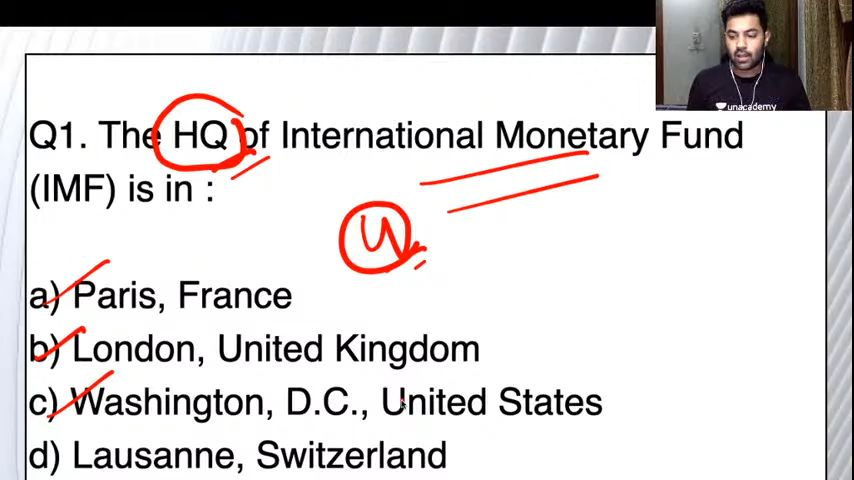 unacademy
Q1. The HQ of International Monetary Fund
(IMF) is in :
a) Paris, France
b) London, United Kingdom
c) Washington, D.C., United States
d) Lausanne, Switzerland